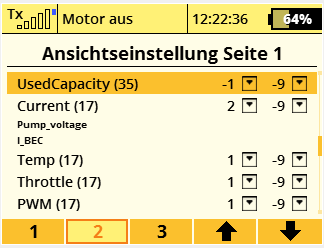 Tx Motor aus 12:22:36 64%
Ansichtseinstellung Seite 1
UsedCapacity (35) -1 -9
Current (17) 2 -9
Pump_voltage
I_BEC
Temp (17) 1 -9
Throttle (17) 1 -9
PWM (17) 1 -9
1 2 3